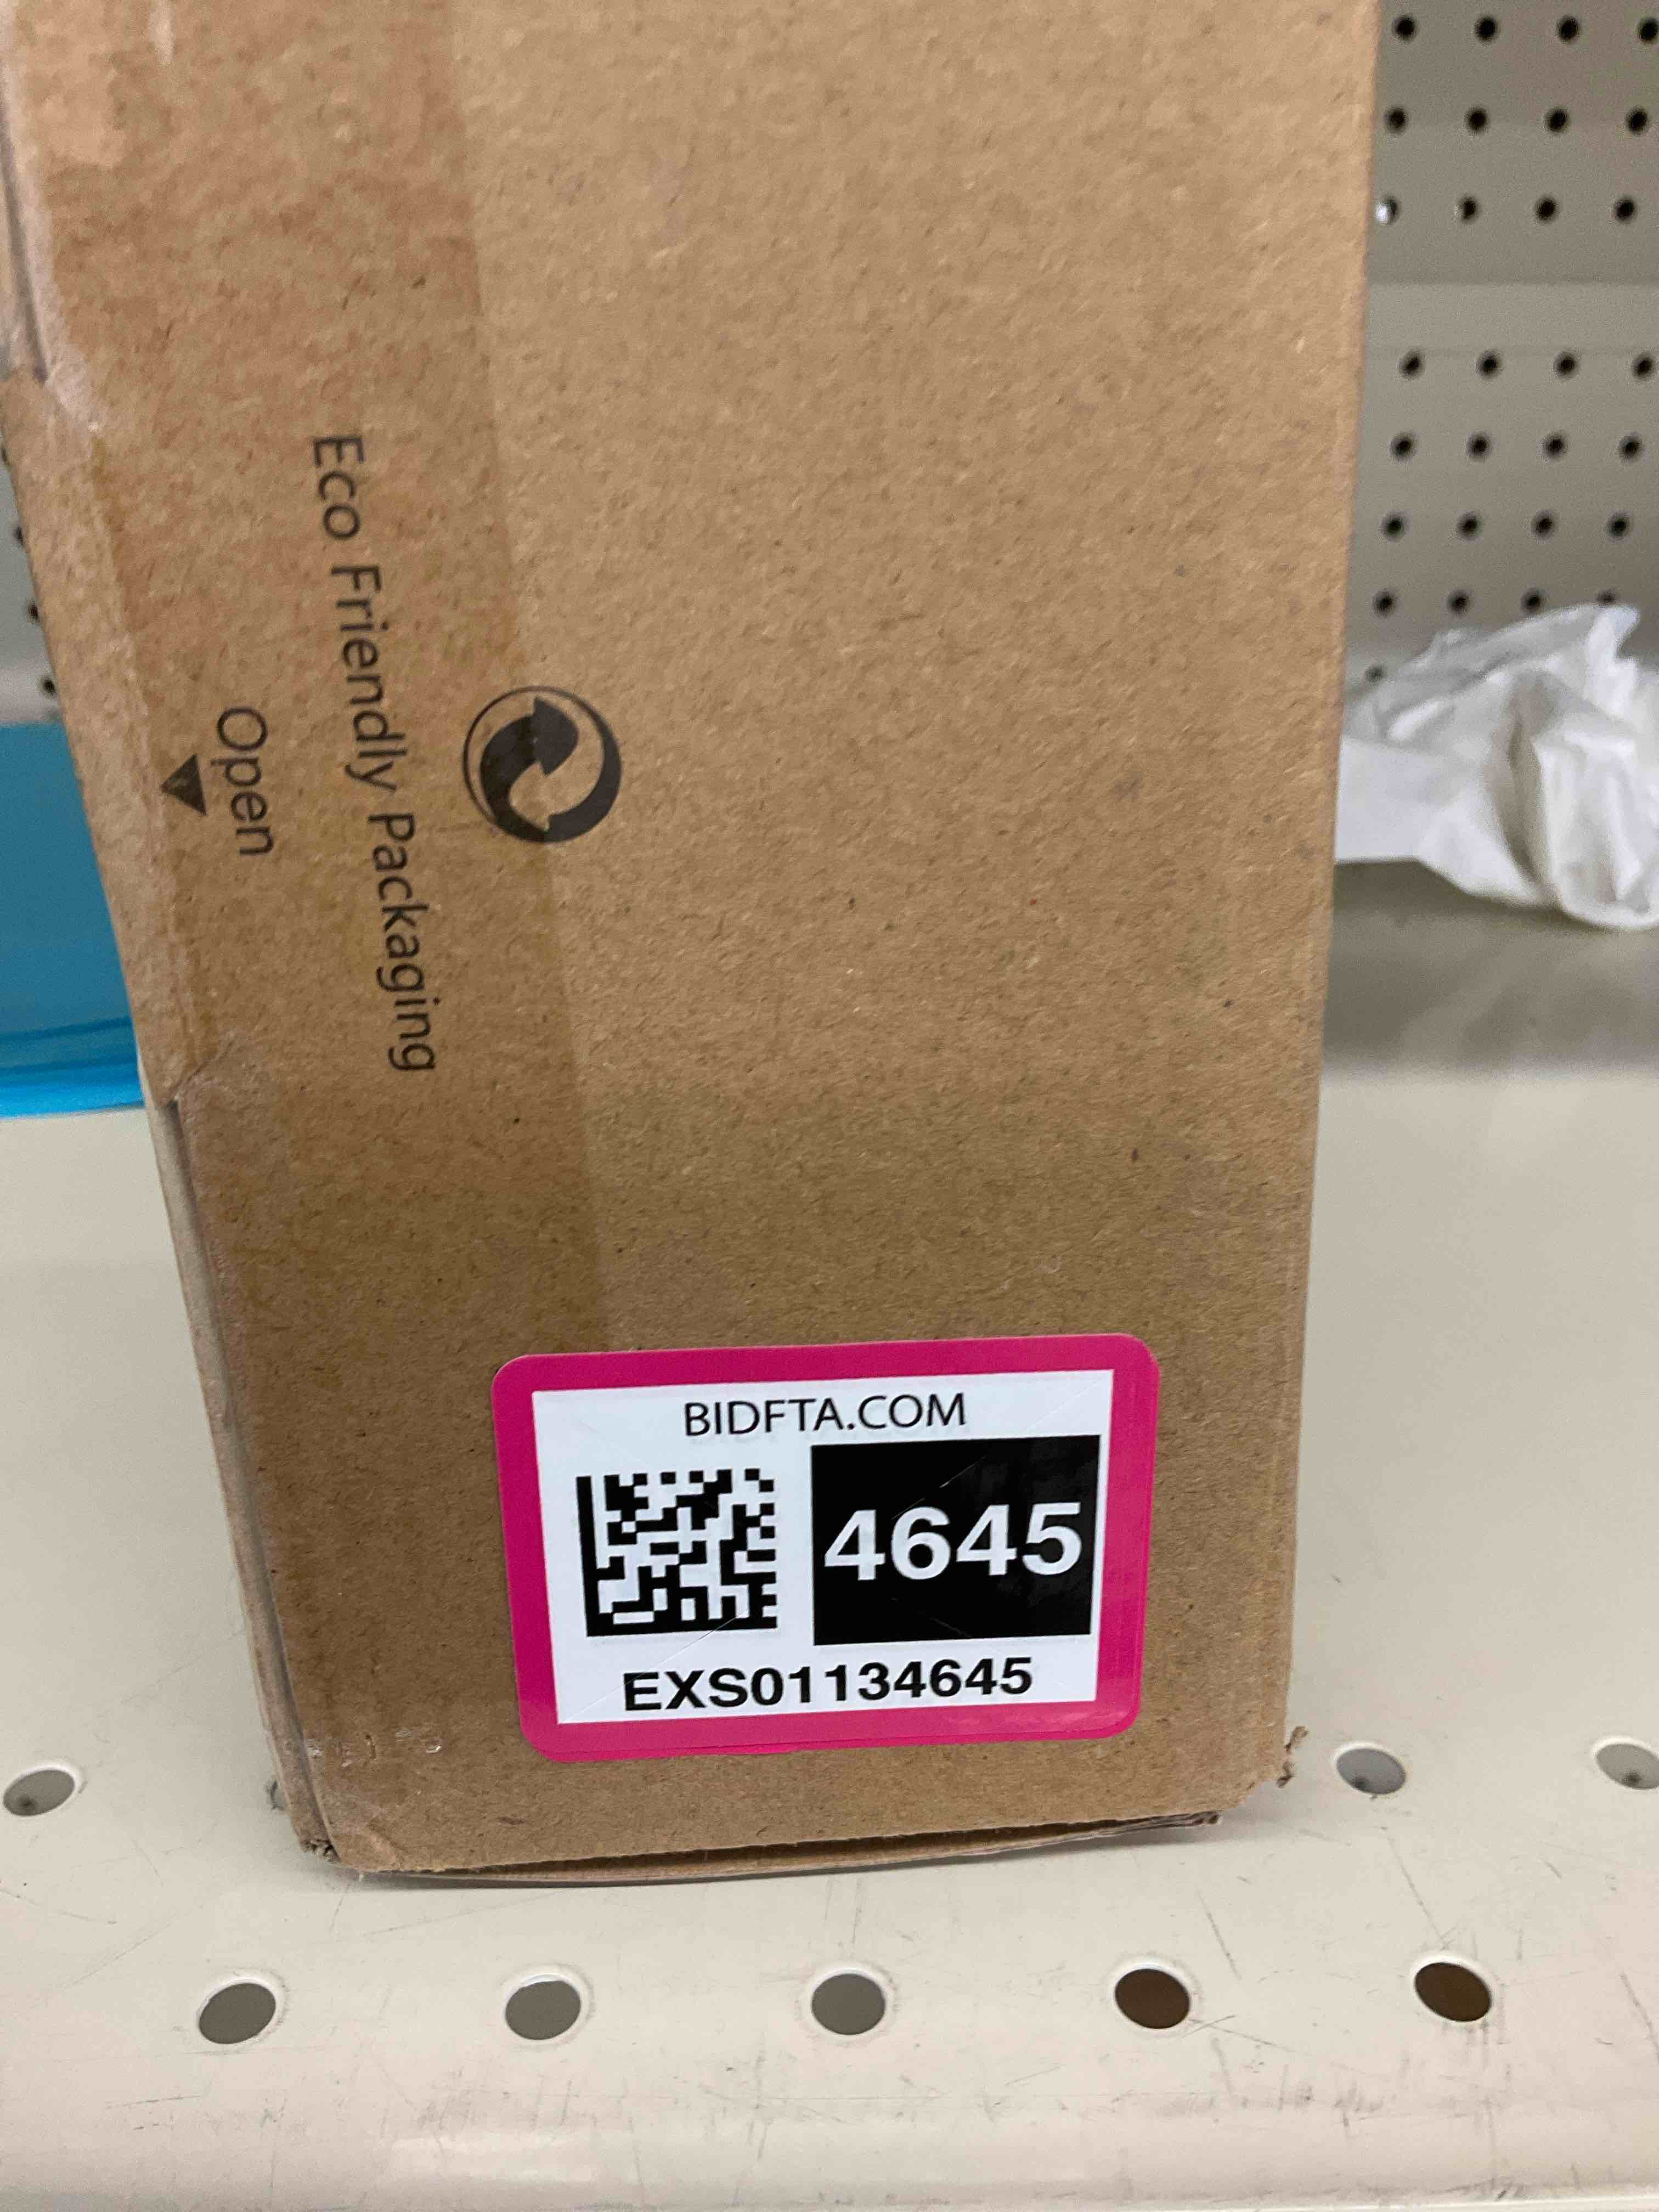 Eco Friendly Packaging
Open
BIDFTA.COM
4645
EXS01134645